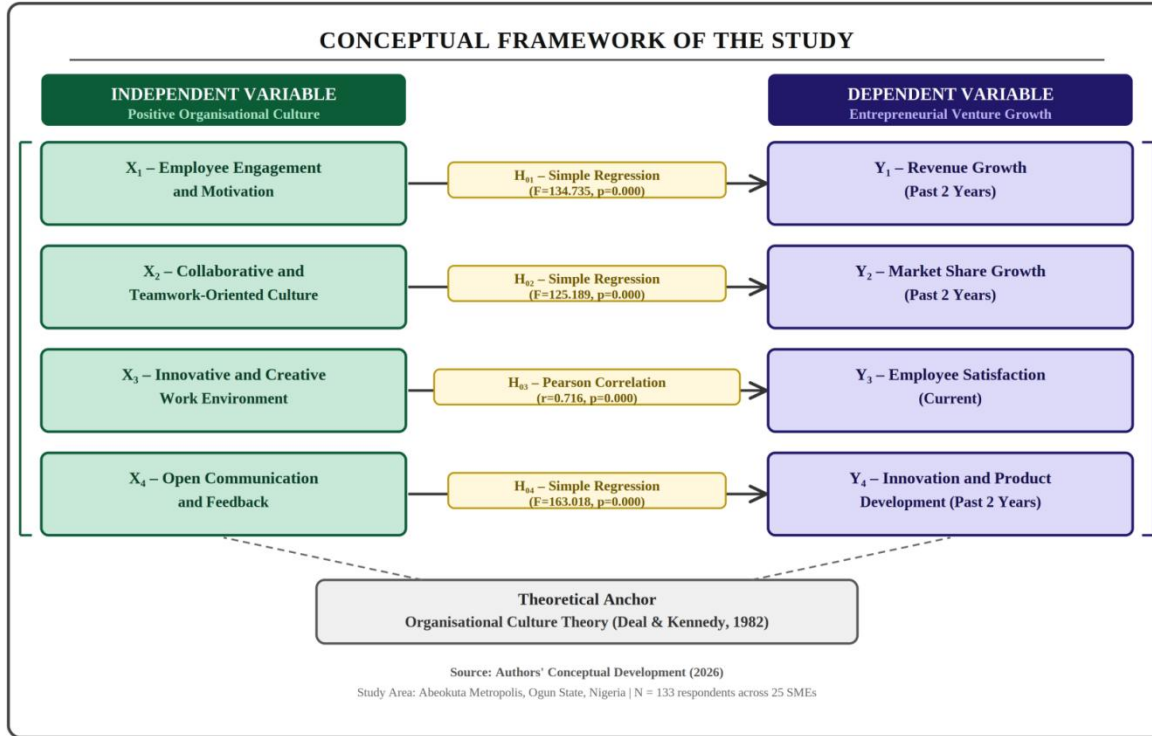 CONCEPTUAL FRAMEWORK OF THE STUDY
INDEPENDENT VARIABLE
Positive Organisational Culture
DEPENDENT VARIABLE
Entrepreneurial Venture Growth
X₁ – Employee Engagement
and Motivation
H₀₁ – Simple Regression
(F=134.735, p=0.000)
Y₁ – Revenue Growth
(Past 2 Years)
X₂ – Collaborative and
Teamwork-Oriented Culture
H₀₂ – Simple Regression
(F=125.189, p=0.000)
Y₂ – Market Share Growth
(Past 2 Years)
X₃ – Innovative and Creative
Work Environment
H₀₃ – Pearson Correlation
(r=0.716, p=0.000)
Y₃ – Employee Satisfaction
(Current)
X₄ – Open Communication
and Feedback
H₀₄ – Simple Regression
(F=163.018, p=0.000)
Y₄ – Innovation and Product
Development (Past 2 Years)
Theoretical Anchor
Organisational Culture Theory (Deal & Kennedy, 1982)
Source: Authors' Conceptual Development (2026)
Study Area: Abeokuta Metropolis, Ogun State, Nigeria | N = 133 respondents across 25 SMEs